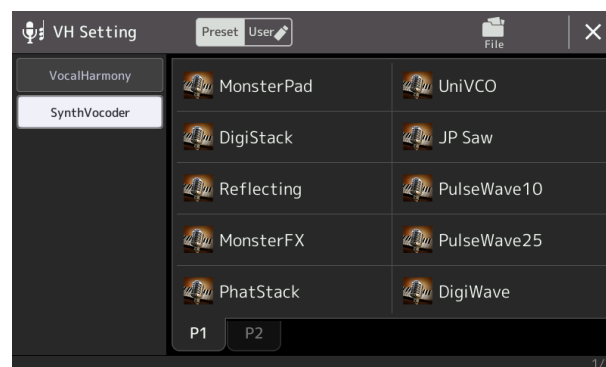 VH Setting
Preset
User
File
VocalHarmony
SynthVocoder
MonsterPad
UniVCO
DigiStack
JP Saw
Reflecting
PulseWave10
MonsterFX
PulseWave25
PhatStack
DigiWave
P1
P2